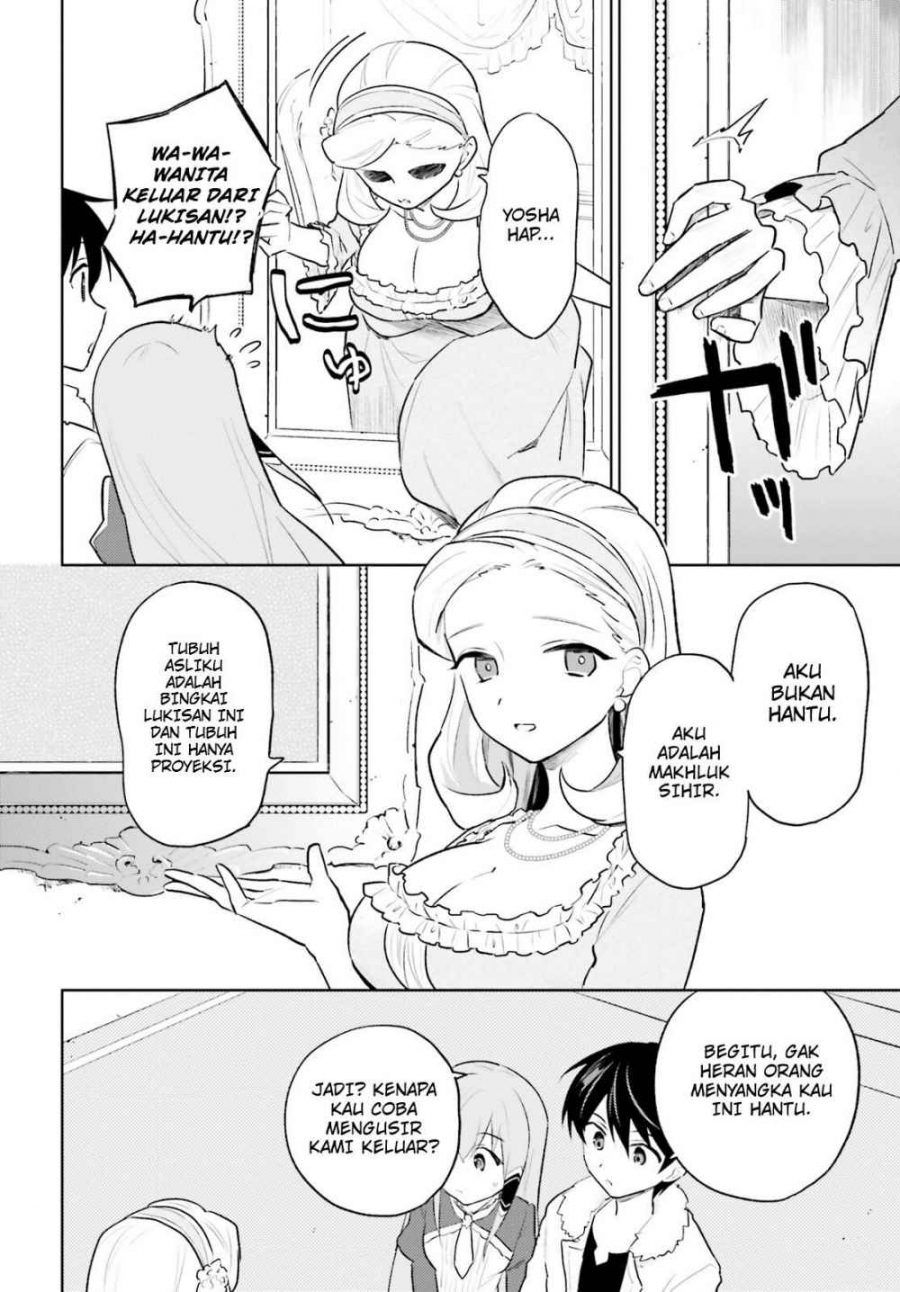 ガ
ッ
YOSHA
HAP...
にゅ
WA-WA-
WANITA
KELUAR DARI
LUKISAN!?
HA-HANTU!?
AKU
BUKAN
HANTU.
AKU
ADALAH
MAKHLUK
SIHIR.
TUBUH
ASLIKU
ADALAH
BINGKAI
LUKISAN INI
DAN TUBUH
INI HANYA
PROYEKSI.
BEGITU, GAK
HERAN ORANG
MENYANGKA KAU
INI HANTU.
JADI? KENAPA
KAU COBA
MENGUSIR
KAMI KELUAR?